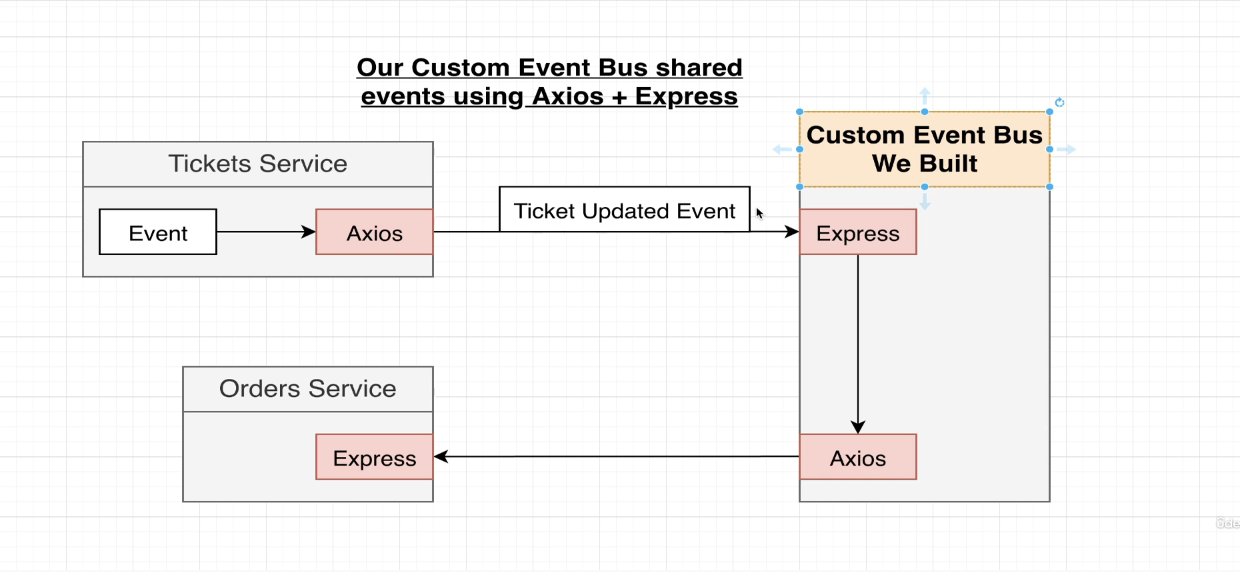 Our Custom Event Bus shared
events using Axios + Express
Custom Event Bus
We Built
Tickets Service
Event
Axios
Ticket Updated Event
Express
Orders Service
Express
Axios